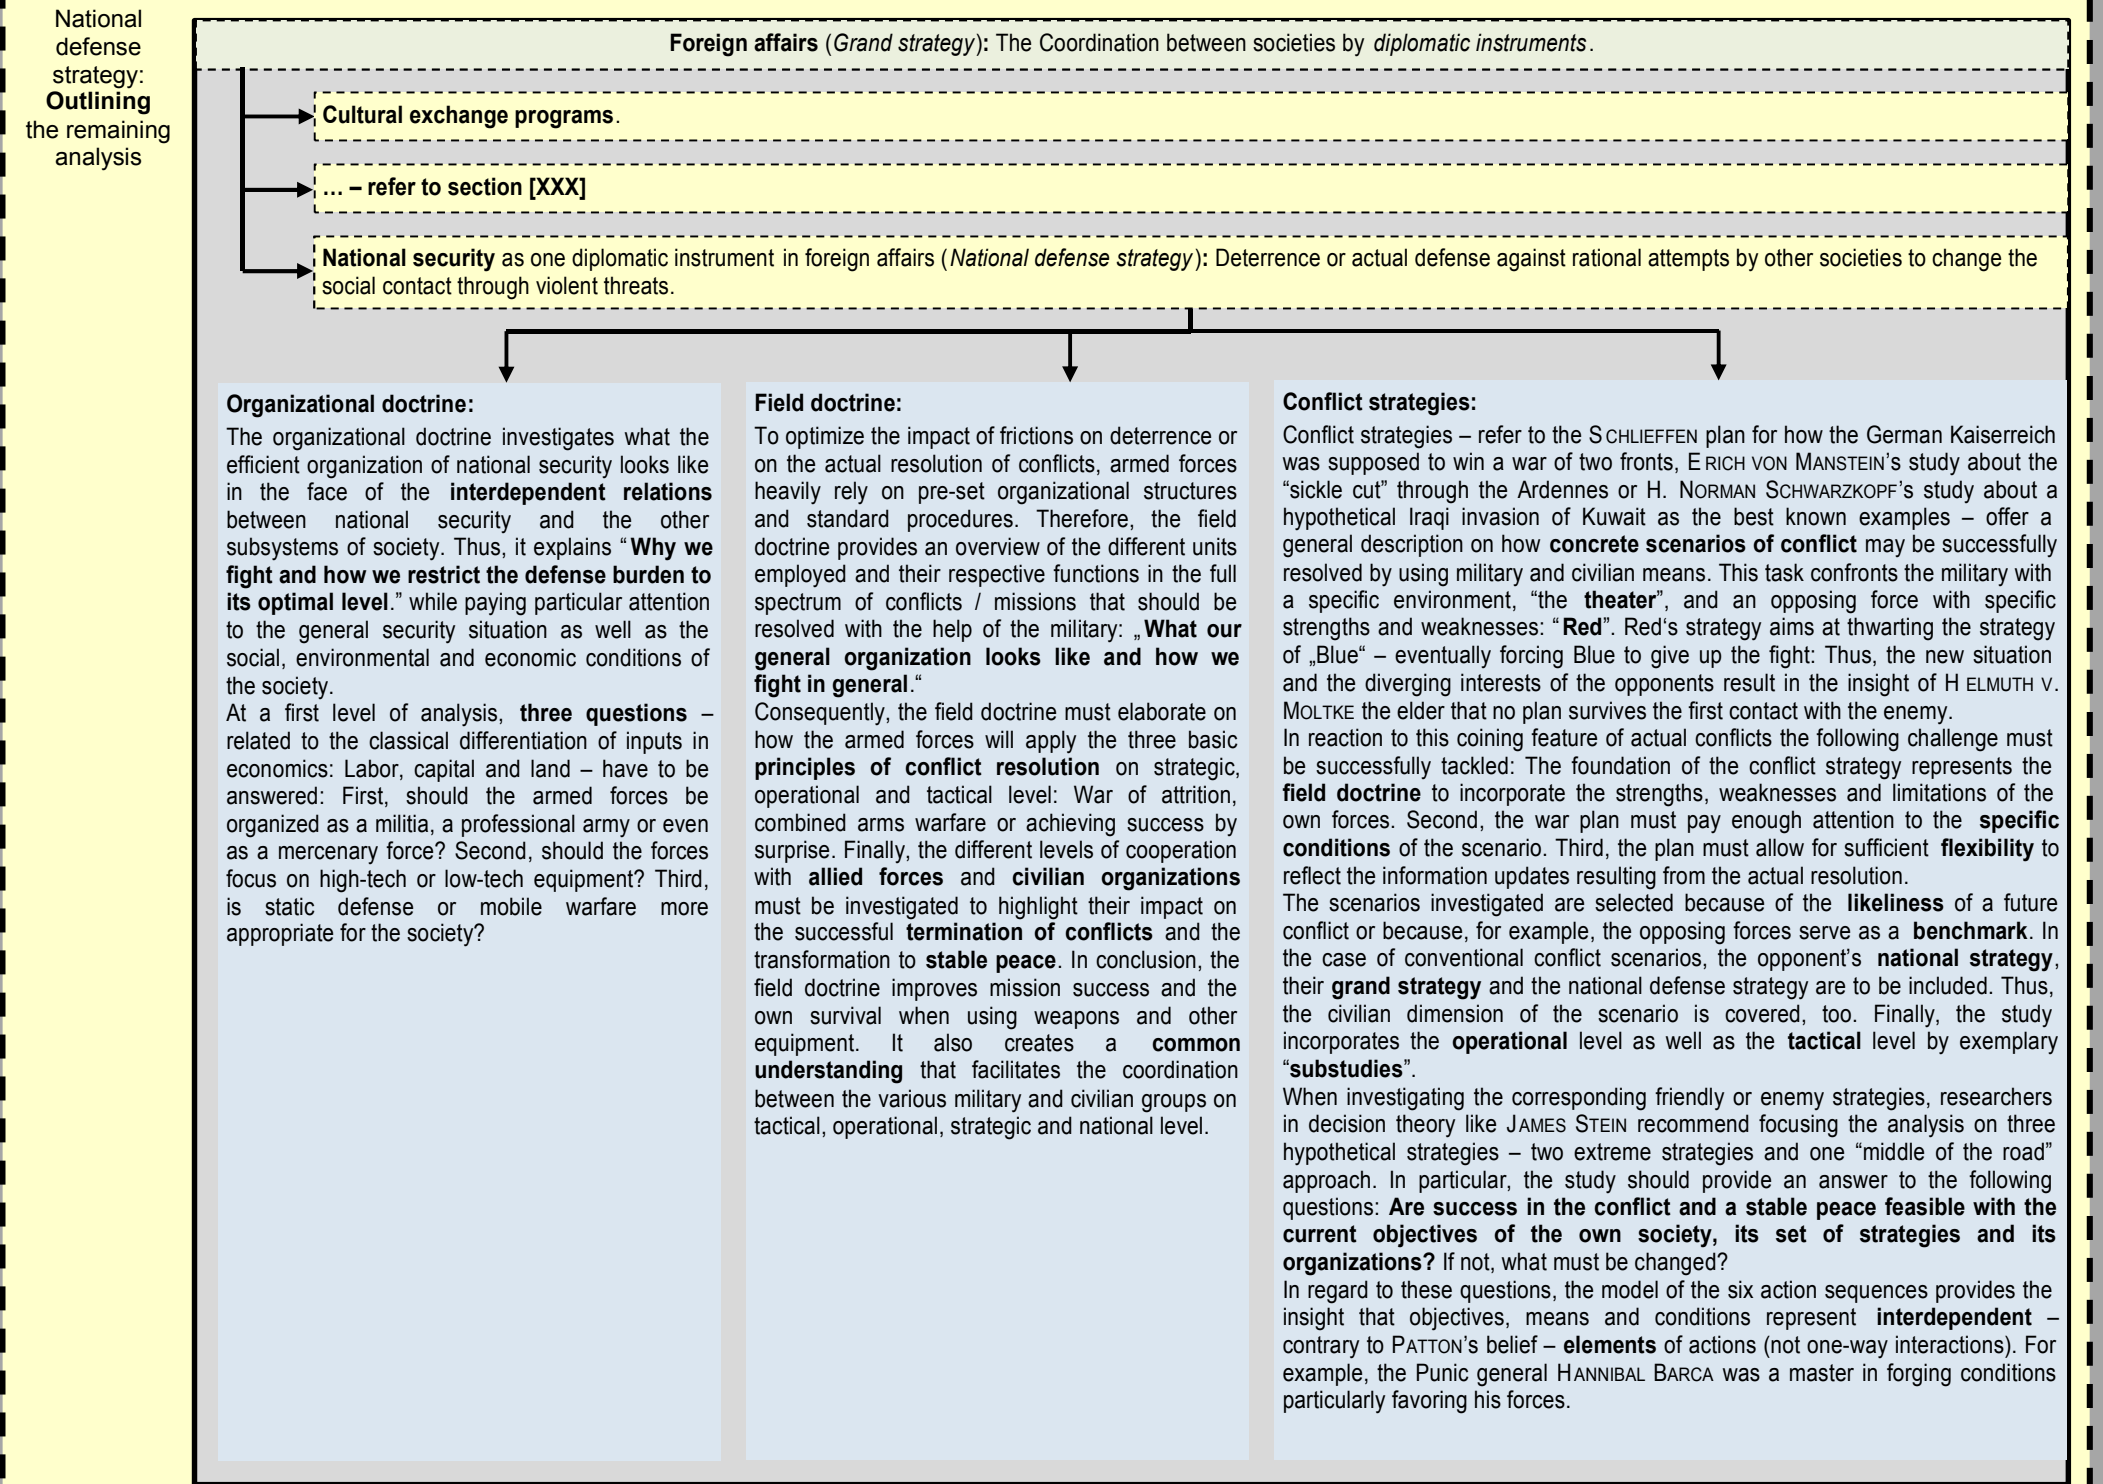 National
defense
strategy:
Outlining
the remaining
analysis
Foreign affairs (Grand strategy): The Coordination between societies by diplomatic instruments.
Cultural exchange programs.
… – refer to section [XXX]
National security as one diplomatic instrument in foreign affairs (National defense strategy): Deterrence or actual defense against rational attempts by other societies to change the
social contact through violent threats.
Organizational doctrine:
The organizational doctrine investigates what the
efficient organization of national security looks like
in the face of the interdependent relations
between national security and the other
subsystems of society. Thus, it explains “Why we
fight and how we restrict the defense burden to
its optimal level.” while paying particular attention
to the general security situation as well as the
social, environmental and economic conditions of
the society.
At a first level of analysis, three questions –
related to the classical differentiation of inputs in
economics: Labor, capital and land – have to be
answered: First, should the armed forces be
organized as a militia, a professional army or even
as a mercenary force? Second, should the forces
focus on high-tech or low-tech equipment? Third,
is static defense or mobile warfare more
appropriate for the society?
Field doctrine:
To optimize the impact of frictions on deterrence or
on the actual resolution of conflicts, armed forces
heavily rely on pre-set organizational structures
and standard procedures. Therefore, the field
doctrine provides an overview of the different units
employed and their respective functions in the full
spectrum of conflicts / missions that should be
resolved with the help of the military: „What our
general organization looks like and how we
fight in general.“
Consequently, the field doctrine must elaborate on
how the armed forces will apply the three basic
principles of conflict resolution on strategic,
operational and tactical level: War of attrition,
combined arms warfare or achieving success by
surprise. Finally, the different levels of cooperation
with allied forces and civilian organizations
must be investigated to highlight their impact on
the successful termination of conflicts and the
transformation to stable peace. In conclusion, the
field doctrine improves mission success and the
own survival when using weapons and other
equipment. It also creates a common
understanding that facilitates the coordination
between the various military and civilian groups on
tactical, operational, strategic and national level.
Conflict strategies:
Conflict strategies – refer to the SCHLIEFFEN plan for how the German Kaiserreich
was supposed to win a war of two fronts, ERICH VON MANSTEIN’s study about the
“sickle cut” through the Ardennes or H. NORMAN SCHWARZKOPF’s study about a
hypothetical Iraqi invasion of Kuwait as the best known examples – offer a
general description on how concrete scenarios of conflict may be successfully
resolved by using military and civilian means. This task confronts the military with
a specific environment, “the theater”, and an opposing force with specific
strengths and weaknesses: “Red”. Red‘s strategy aims at thwarting the strategy
of „Blue“ – eventually forcing Blue to give up the fight: Thus, the new situation
and the diverging interests of the opponents result in the insight of HELMUTH V.
MOLTKE the elder that no plan survives the first contact with the enemy.
In reaction to this coining feature of actual conflicts the following challenge must
be successfully tackled: The foundation of the conflict strategy represents the
field doctrine to incorporate the strengths, weaknesses and limitations of the
own forces. Second, the war plan must pay enough attention to the specific
conditions of the scenario. Third, the plan must allow for sufficient flexibility to
reflect the information updates resulting from the actual resolution.
The scenarios investigated are selected because of the likeliness of a future
conflict or because, for example, the opposing forces serve as a benchmark. In
the case of conventional conflict scenarios, the opponent’s national strategy,
their grand strategy and the national defense strategy are to be included. Thus,
the civilian dimension of the scenario is covered, too. Finally, the study
incorporates the operational level as well as the tactical level by exemplary
“substudies”.
When investigating the corresponding friendly or enemy strategies, researchers
in decision theory like JAMES STEIN recommend focusing the analysis on three
hypothetical strategies – two extreme strategies and one “middle of the road”
approach. In particular, the study should provide an answer to the following
questions: Are success in the conflict and a stable peace feasible with the
current objectives of the own society, its set of strategies and its
organizations? If not, what must be changed?
In regard to these questions, the model of the six action sequences provides the
insight that objectives, means and conditions represent interdependent –
contrary to PATTON’s belief – elements of actions (not one-way interactions). For
example, the Punic general HANNIBAL BARCA was a master in forging conditions
particularly favoring his forces.